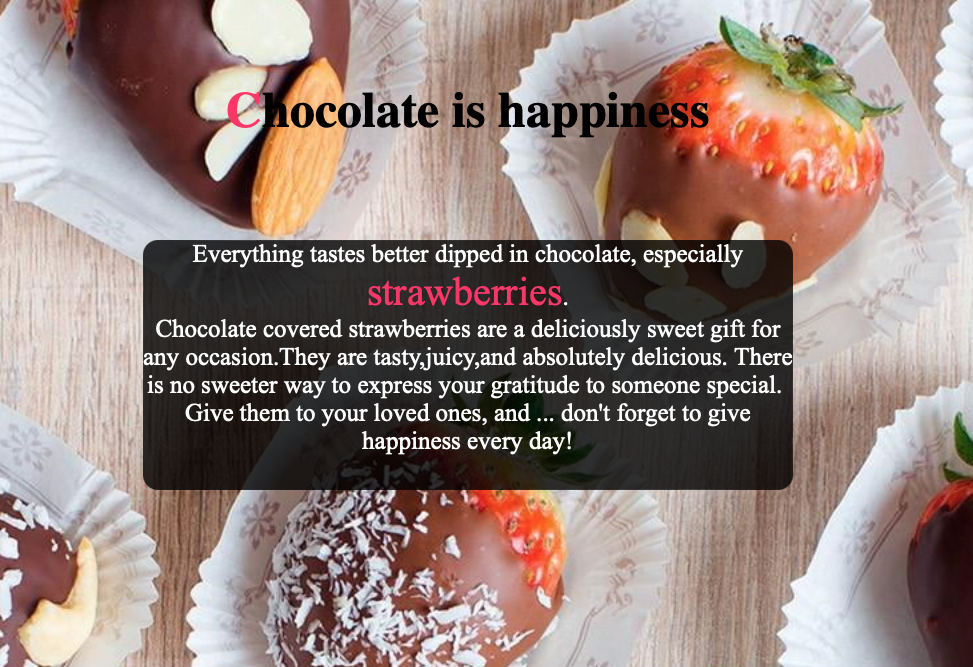 Chocolate is happiness
Everything tastes better dipped in chocolate, especially
strawberries.
Chocolate covered strawberries are a deliciously sweet gift for
any occasion.They are tasty,juicy,and absolutely delicious. There
is no sweeter way to express your gratitude to someone special.
Give them to your loved ones, and ... don't forget to give
happiness every day!